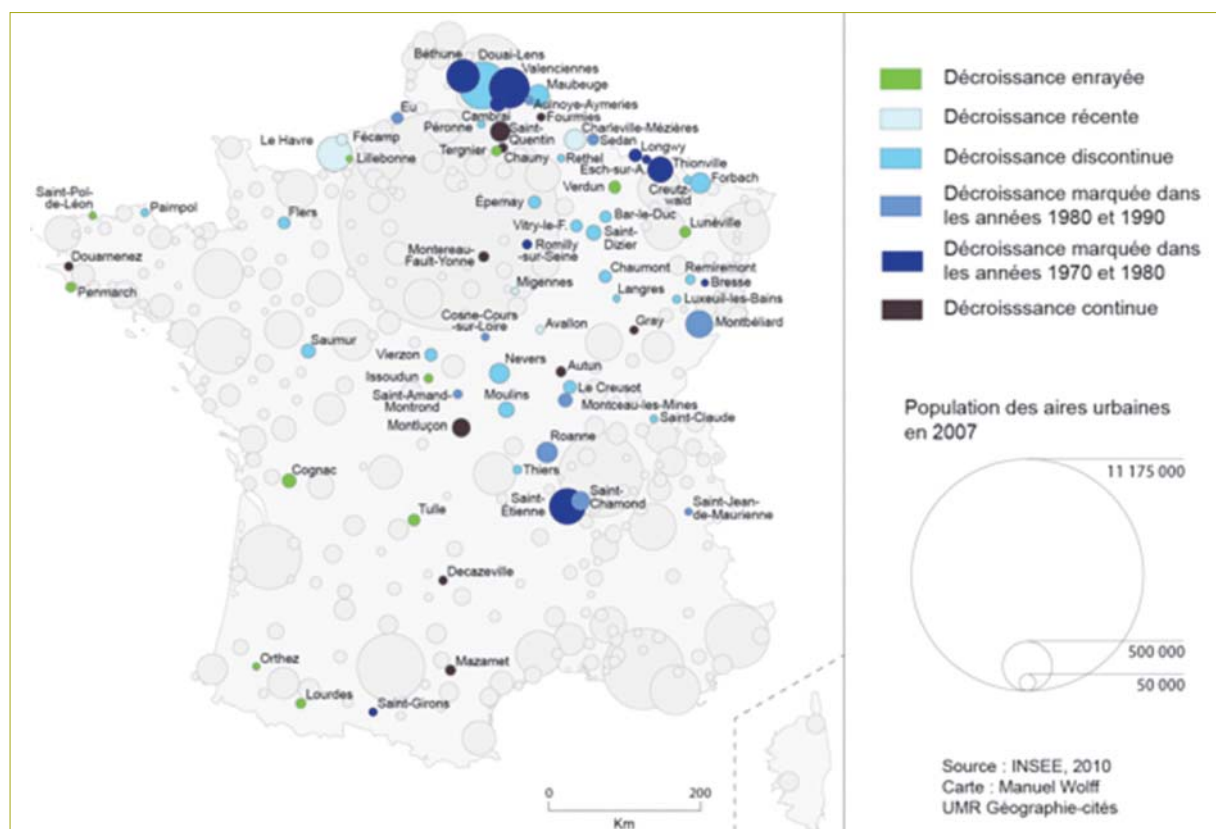 Béthune
Douai-Lens
Valenciennes
Maubeuge
Aulnoye-Aymeries
Fourmies
Cambrai
Eu
Péronne
Saint-
Quentin
Charleville-Mézières
Sedan
Le Havre
Fécamp
Lillebonne
Tergnier
Chauny
Rethel
Longwy
Esch-sur-A.
Thionville
Verdun
Creutz-
wald
Forbach
Saint-Pol-
de-Léon
Paimpol
Flers
Épernay
Vitry-le-F.
Bar-le-Duc
Saint-
Dizier
Lunéville
Douarnenez
Penmarch
Montereau-
Fault-Yonne
Romilly
-sur-Seine
Migennes
Chaumont
Langres
Remiremont
Bresse
Luxeuil-les-Bains
Cosne-Cours
-sur-Loire
Avallon
Gray
Montbéliard
Saumur
Vierzon
Nevers
Autun
Issoudun
Le Creusot
Saint-Amand-
Montrond
Moulins
Montceau-les-Mines
Saint-Claude
Montluçon
Roanne
Cognac
Thiers
Saint-
Étienne
Saint-
Chamond
Saint-Jean-
de-Maurienne
Tulle
Decazeville
Orthez
Mazamet
Lourdes
Saint-Girons
0
200
Km
Décroissance enrayée
Décroissance récente
Décroissance discontinue
Décroissance marquée dans
les années 1980 et 1990
Décroissance marquée dans
les années 1970 et 1980
Décroisssance continue
Population des aires urbaines
en 2007
11 175 000
500 000
50 000
Source : INSEE, 2010
Carte : Manuel Wolff
UMR Géographie-cités